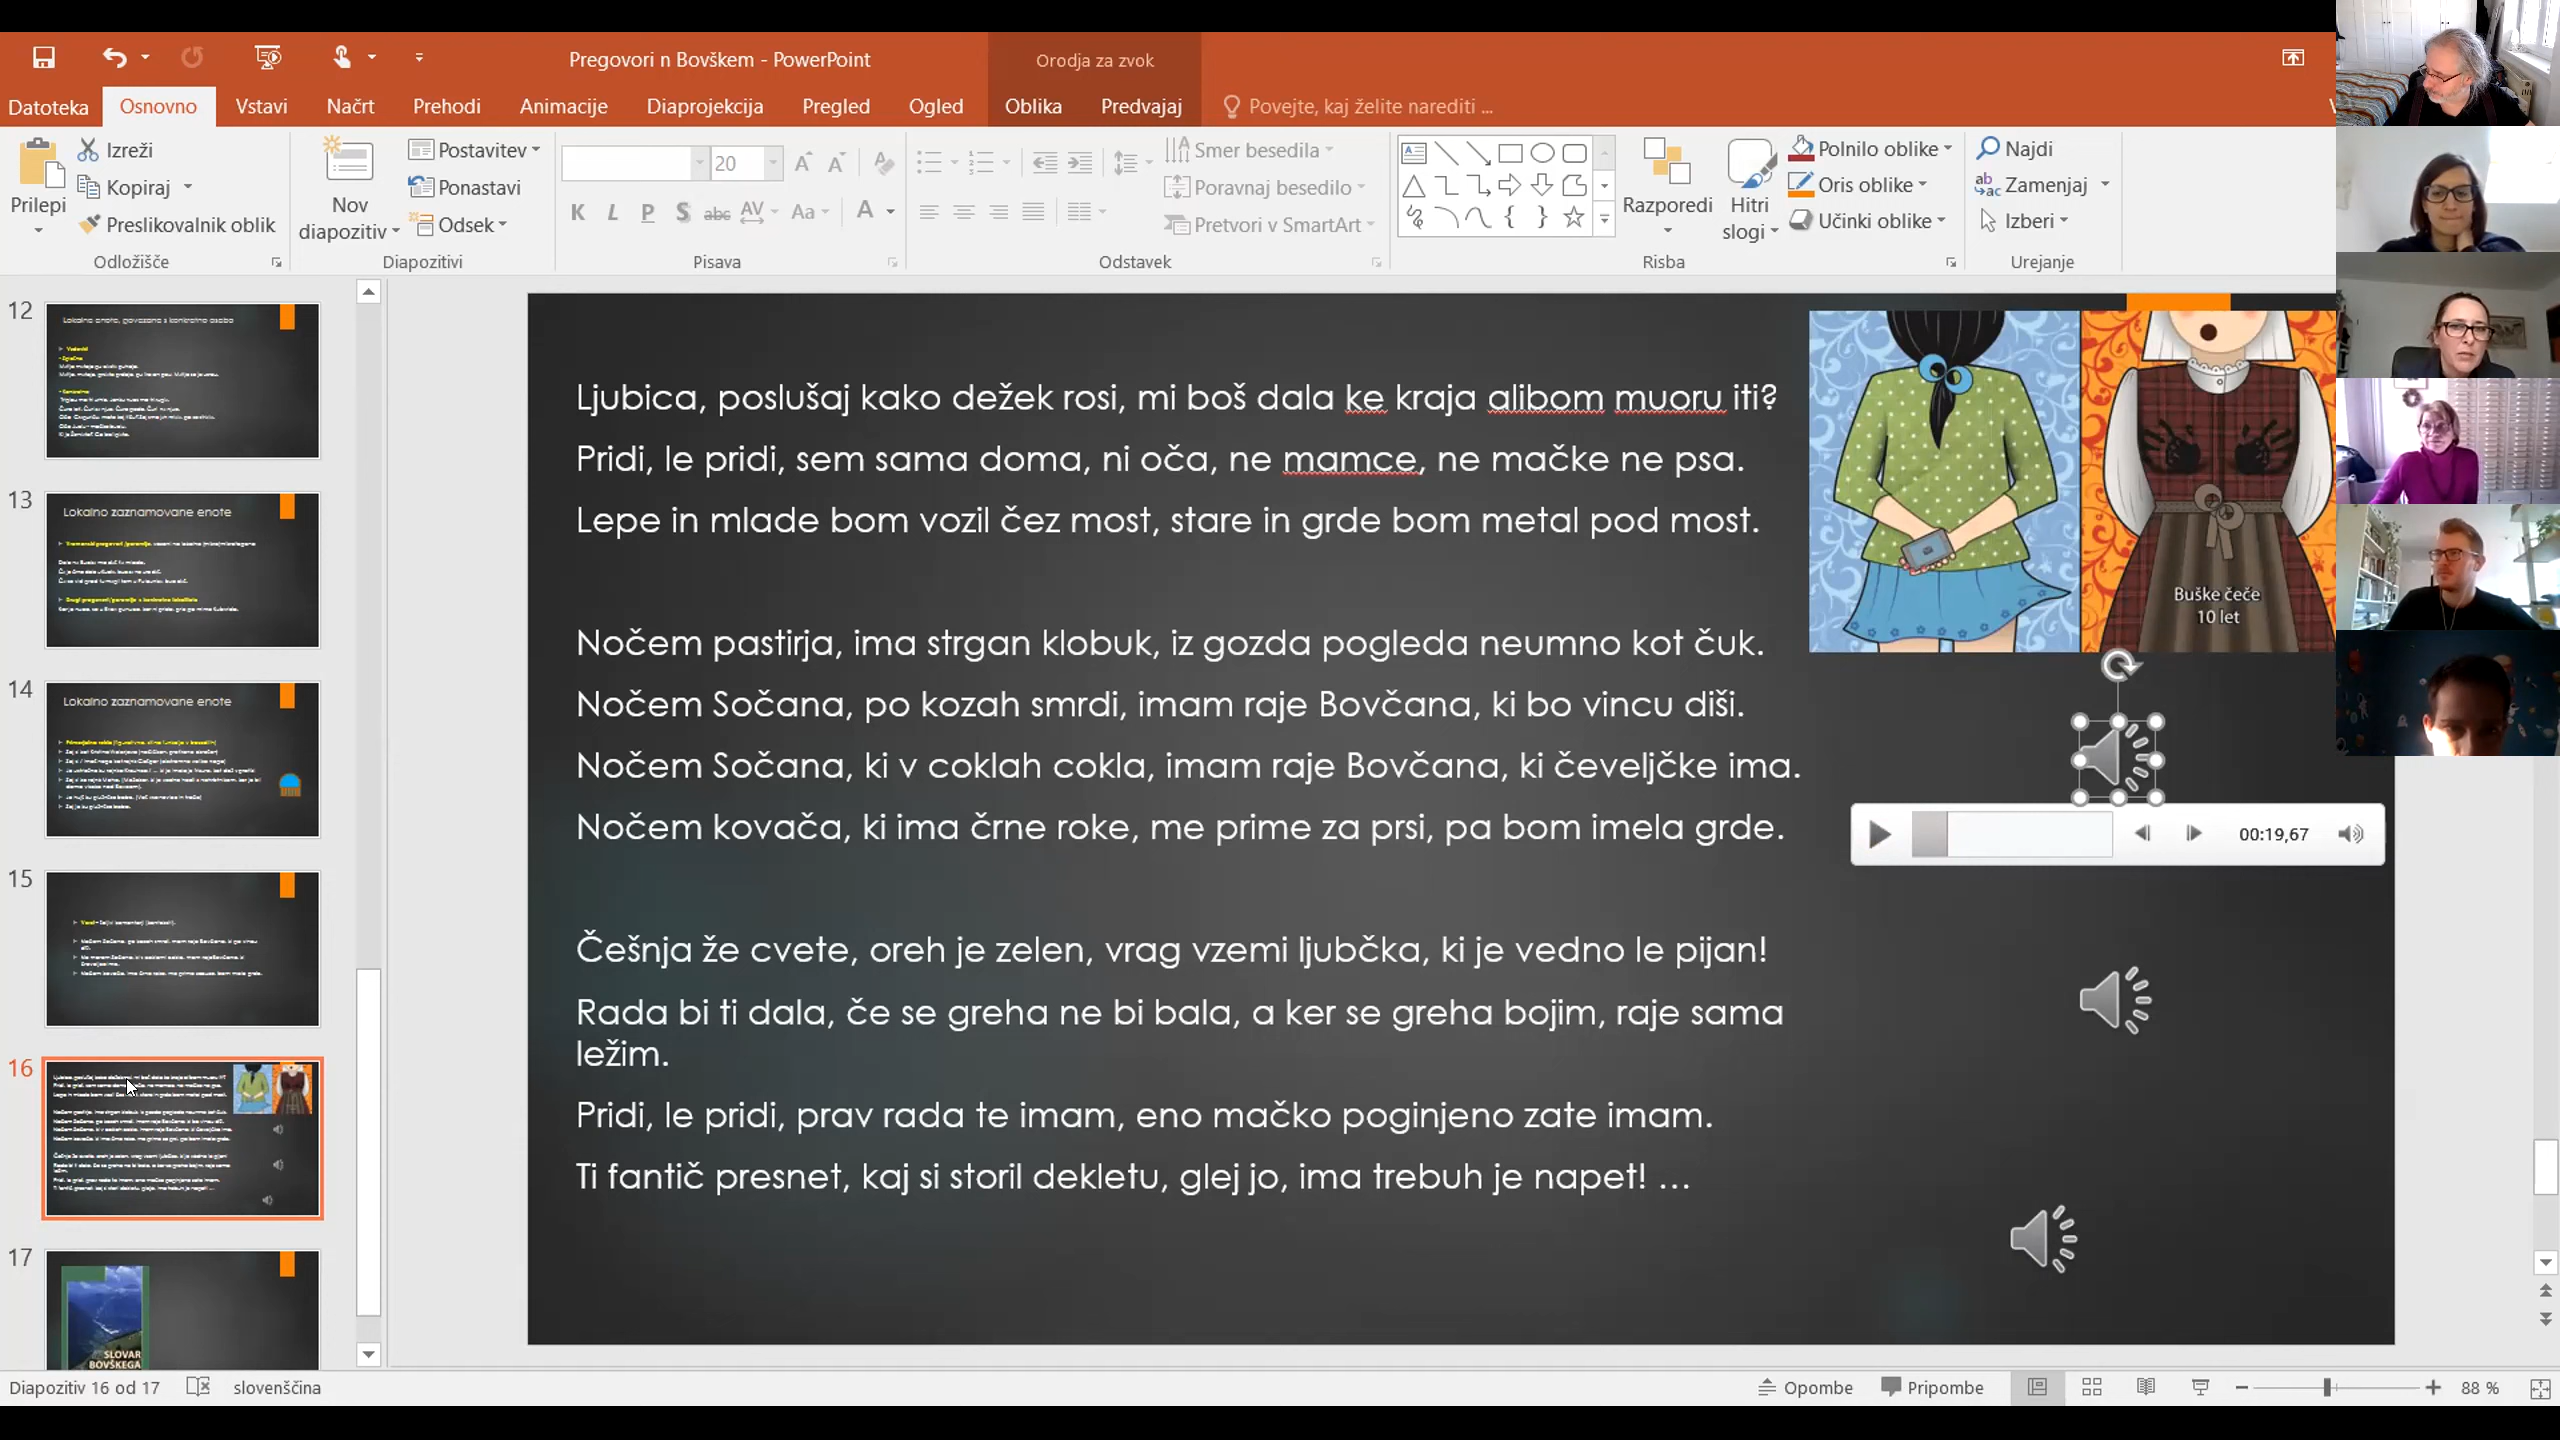 Pregovori n Bovškem - PowerPoint
Orodja za zvok
Datoteka
Osnovno
Vstavi
Načrt
Prehodi
Animacije
Diaprojekcija
Pregled
Ogled
Oblika
Predvajaj
Povejte, kaj želite narediti ...
Prilepi
Izreži
Kopiraj
Preslikovalnik oblik
Odložišče
Nov diapozitiv
Postavitev
Ponastavi
Odsek
Diapozitivi
20
K L P S abc AV Aa A
Pisava
Smer besedila
Poravnaj besedilo
Pretvori v SmartArt
Odstavek
Razporedi
Hitri slogi
Polnilo oblike
Oris oblike
Učinki oblike
Risba
Najdi
Zamenjaj
Izberi
Urejanje
12
13
Lokalno zaznamovane enote
14
Lokalno zaznamovane enote
15
16
17
SLOVAR
BOVŠKEGA
Ljubica, poslušaj kako dežek rosi, mi boš dala ke kraja alibom muoru iti?
Pridi, le pridi, sem sama doma, ni oča, ne mamce, ne mačke ne psa.
Lepe in mlade bom vozil čez most, stare in grde bom metal pod most.
Nočem pastirja, ima strgan klobuk, iz gozda pogleda neumno kot čuk.
Nočem Sočana, po kozah smrdi, imam raje Bovčana, ki bo vincu diši.
Nočem Sočana, ki v coklah cokla, imam raje Bovčana, ki čeveljčke ima.
Nočem kovača, ki ima črne roke, me prime za prsi, pa bom imela grde.
Češnja že cvete, oreh je zelen, vrag vzemi ljubčka, ki je vedno le pijan!
Rada bi ti dala, če se greha ne bi bala, a ker se greha bojim, raje sama
ležim.
Pridi, le pridi, prav rada te imam, eno mačko poginjeno zate imam.
Ti fantič presnet, kaj si storil dekletu, glej jo, ima trebuh je napet! ...
Buške čeče
10 let
00:19,67
Diapozitiv 16 od 17
slovenščina
Opombe
Pripombe
88 %